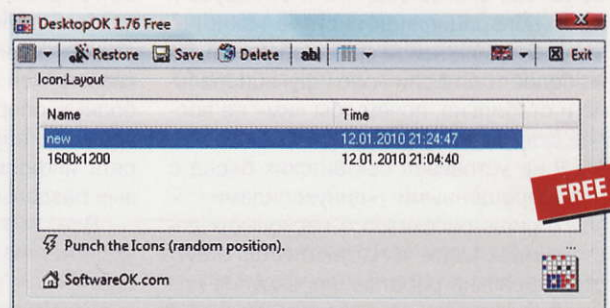 DesktopOK 1.76 Free
Restore Save Delete abl Exit
Icon-Layout
Name Time
new 12.01.2010 21:24:47
1600x1200 12.01.2010 21:04:40
FREE
Punch the Icons (random position). ...
SoftwareOK.com